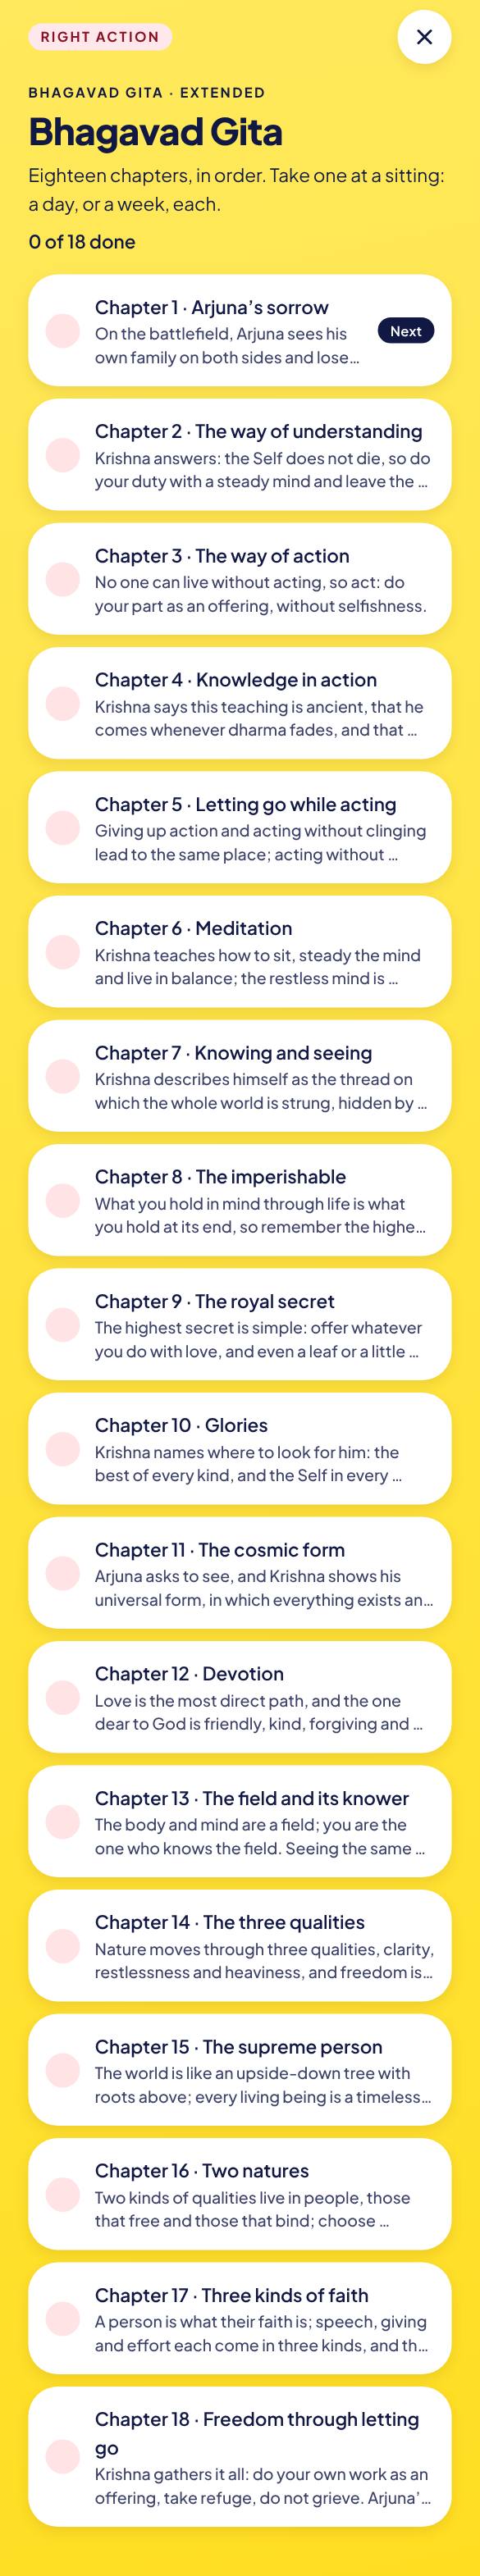 RIGHT ACTION
BHAGAVAD GITA · EXTENDED
Bhagavad Gita
Eighteen chapters, in order. Take one at a sitting:
a day, or a week, each.
0 of 18 done
Chapter 1 · Arjuna’s sorrow
On the battlefield, Arjuna sees his
own family on both sides and lose…
Next
Chapter 2 · The way of understanding
Krishna answers: the Self does not die, so do
your duty with a steady mind and leave the …
Chapter 3 · The way of action
No one can live without acting, so act: do
your part as an offering, without selfishness.
Chapter 4 · Knowledge in action
Krishna says this teaching is ancient, that he
comes whenever dharma fades, and that …
Chapter 5 · Letting go while acting
Giving up action and acting without clinging
lead to the same place; acting without …
Chapter 6 · Meditation
Krishna teaches how to sit, steady the mind
and live in balance; the restless mind is …
Chapter 7 · Knowing and seeing
Krishna describes himself as the thread on
which the whole world is strung, hidden by …
Chapter 8 · The imperishable
What you hold in mind through life is what
you hold at its end, so remember the highe…
Chapter 9 · The royal secret
The highest secret is simple: offer whatever
you do with love, and even a leaf or a little …
Chapter 10 · Glories
Krishna names where to look for him: the
best of every kind, and the Self in every …
Chapter 11 · The cosmic form
Arjuna asks to see, and Krishna shows his
universal form, in which everything exists an…
Chapter 12 · Devotion
Love is the most direct path, and the one
dear to God is friendly, kind, forgiving and …
Chapter 13 · The field and its knower
The body and mind are a field; you are the
one who knows the field. Seeing the same …
Chapter 14 · The three qualities
Nature moves through three qualities, clarity,
restlessness and heaviness, and freedom is…
Chapter 15 · The supreme person
The world is like an upside-down tree with
roots above; every living being is a timeless…
Chapter 16 · Two natures
Two kinds of qualities live in people, those
that free and those that bind; choose …
Chapter 17 · Three kinds of faith
A person is what their faith is; speech, giving
and effort each come in three kinds, and th…
Chapter 18 · Freedom through letting
go
Krishna gathers it all: do your own work as an
offering, take refuge, do not grieve. Arjuna’…